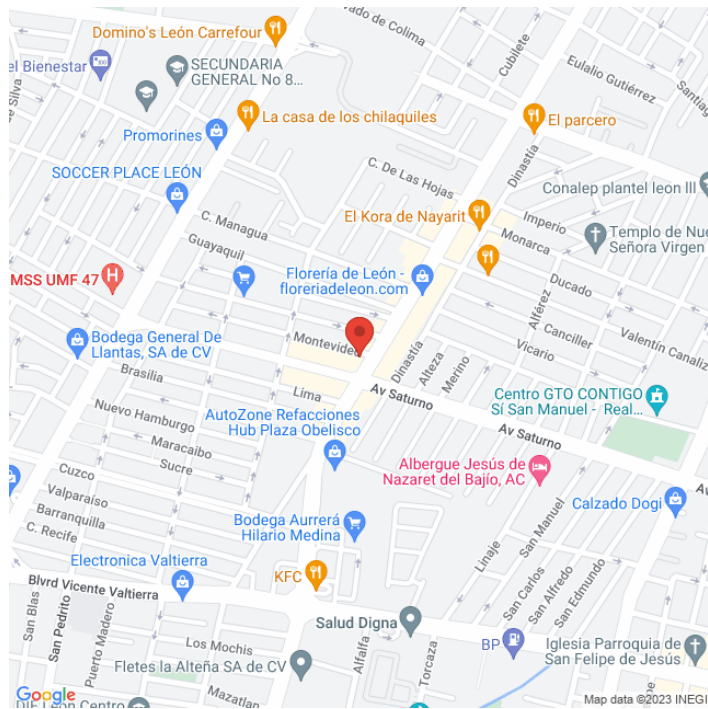 Domino's León Carrefour
ado de Colima
Cubilete
el Bienestar
SECUNDARIA
GENERAL No 8...
Eulalio Gutiérrez
Santiag
e Silva
La casa de los chilaquiles
El parcero
Promorines
Dinastía
SOCCER PLACE LEÓN
C. De Las Hojas
Conalep plantel leon III
El Kora de Nayarit
Imperio
C. Managua
Monarca
Templo de Nue
Señora Virgen
Guayaquil
MSS UMF 47
Florería de León -
floreriadeleon.com
Ducado
Alférez
Canciller
Valentín Canaliz
Vicario
Bodega General De
Llantas, SA de CV
Montevideo
Brasilia
Dinastía
Alteza
Merino
Lima
Av Saturno
Centro GTO CONTIGO
Sí San Manuel - Real...
Nuevo Hamburgo
AutoZone Refacciones
Hub Plaza Obelisco
Av Saturno
Maracaibo
Sucre
Cuzco
Albergue Jesús de
Nazaret del Bajío, AC
Av
Valparaíso
Barranquilla
C. Recife
Bodega Aurrerá
Hilario Medina
Calzado Dogi
San Manuel
Linaje
Electronica Valtierra
KFC
San Carlos
San Alfredo
San Edmundo
Blvrd Vicente Valtierra
San Blas
San Pedrito
Puerto Madero
Salud Digna
BP
Los Mochis
Alfalfa
Torcaza
Iglesia Parroquia de
San Felipe de Jesús
Fletes la Alteña SA de CV
Mazatlan
Google
DIF León Centro
Map data ©2023 INEGI